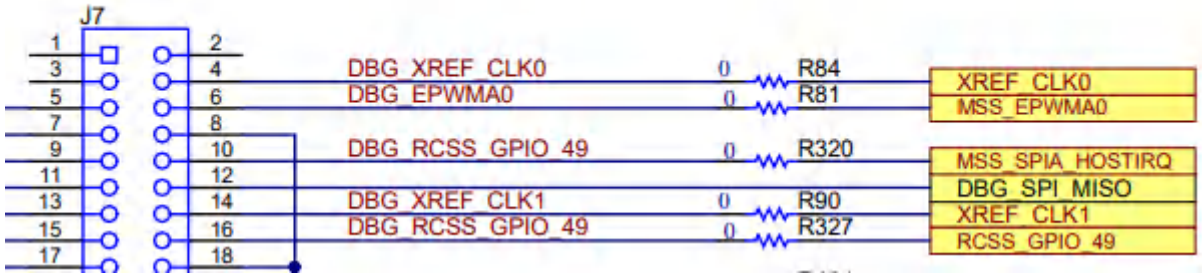 J7
1 2
3 4 DBG_XREF_CLK0 0 R84 XREF_CLK0
5 6 DBG_EPWMA0 0 R81 MSS_EPWMA0
7 8
9 10 DBG_RCSS_GPIO_49 0 R320 MSS_SPIA_HOSTIRQ
11 12 DBG_SPI_MISO
13 14 DBG_XREF_CLK1 0 R90 XREF_CLK1
15 16 DBG_RCSS_GPIO_49 0 R327 RCSS_GPIO_49
17 18